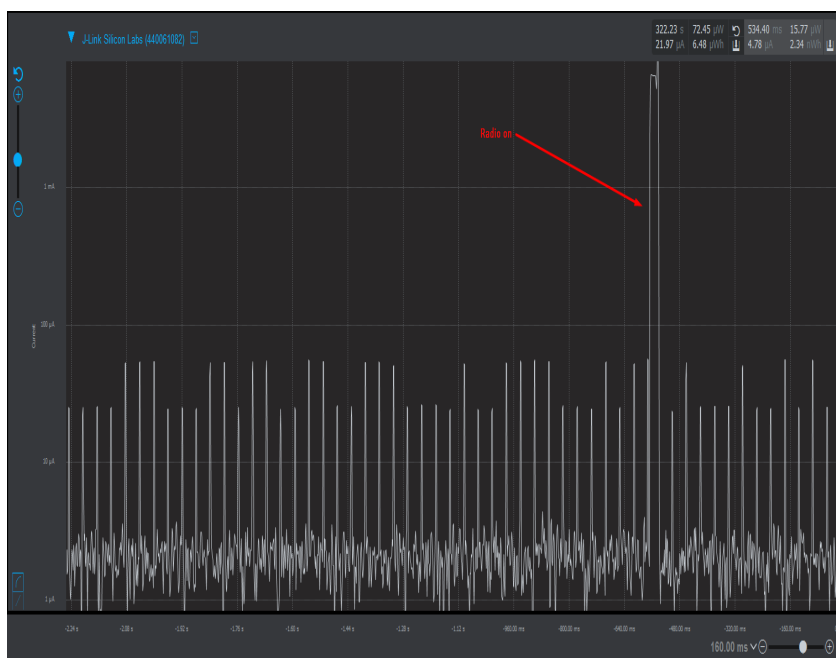 J-Link Silicon Labs (440061082)
322.23 s 72.45 µW 534.40 ms 15.77 µW
21.97 µA 6.48 µWh 4.78 µA 2.34 nWh
Radio on
1 mA
100 µA
Current
10 µA
1 µA
-2.24 s -2.08 s -1.92 s -1.76 s -1.60 s -1.44 s -1.28 s -1.12 s -960.00 ms -800.00 ms -640.00 ms -480.00 ms -320.00 ms -160.00 ms
160.00 ms